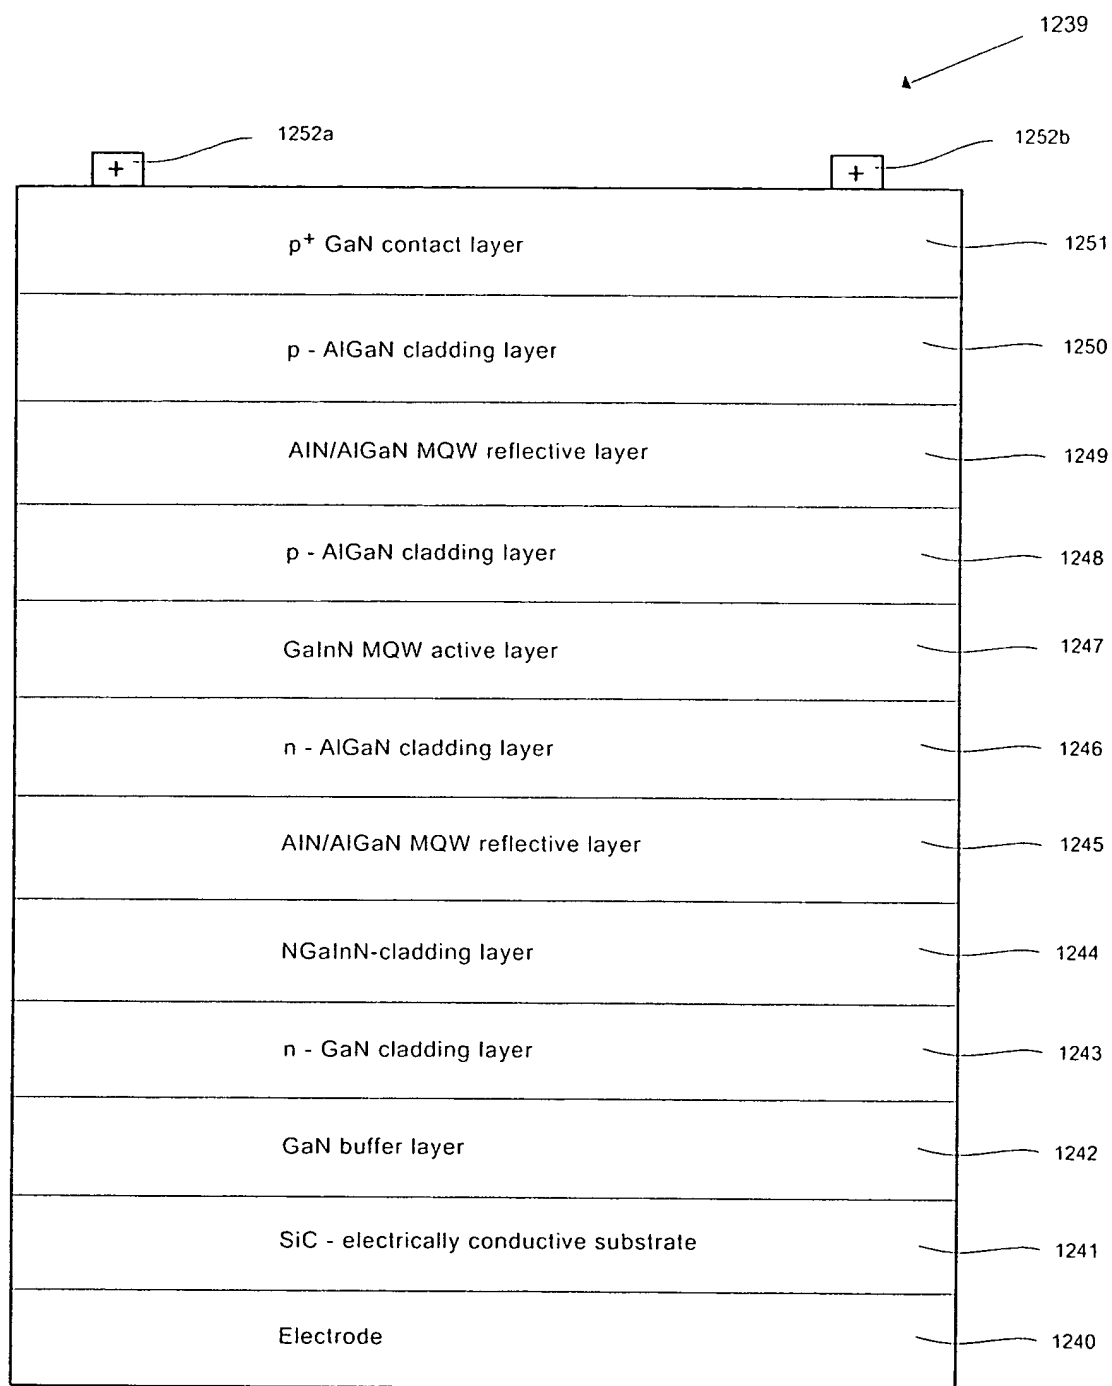 1239
1252a
1252b
+
+
p+ GaN contact layer
1251
p - AlGaN cladding layer
1250
AlN/AlGaN MQW reflective layer
1249
p - AlGaN cladding layer
1248
GaInN MQW active layer
1247
n - AlGaN cladding layer
1246
AlN/AlGaN MQW reflective layer
1245
NGaInN-cladding layer
1244
n - GaN cladding layer
1243
GaN buffer layer
1242
SiC - electrically conductive substrate
1241
Electrode
1240